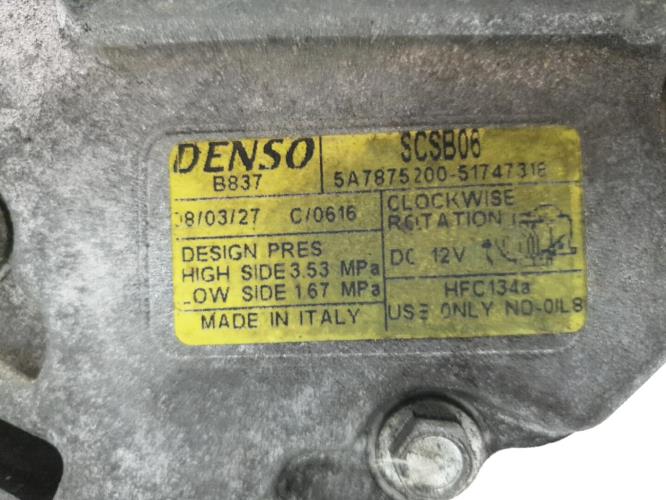 DENSO SCSB06
B837 5A7875200-51747318
08/03/27 C/0616
CLOCKWISE
ROTATION
DESIGN PRES
HIGH SIDE 3.53 MPa
LOW SIDE 1.67 MPa
DC 12V
HFC134a
MADE IN ITALY
USE ONLY ND-OIL8